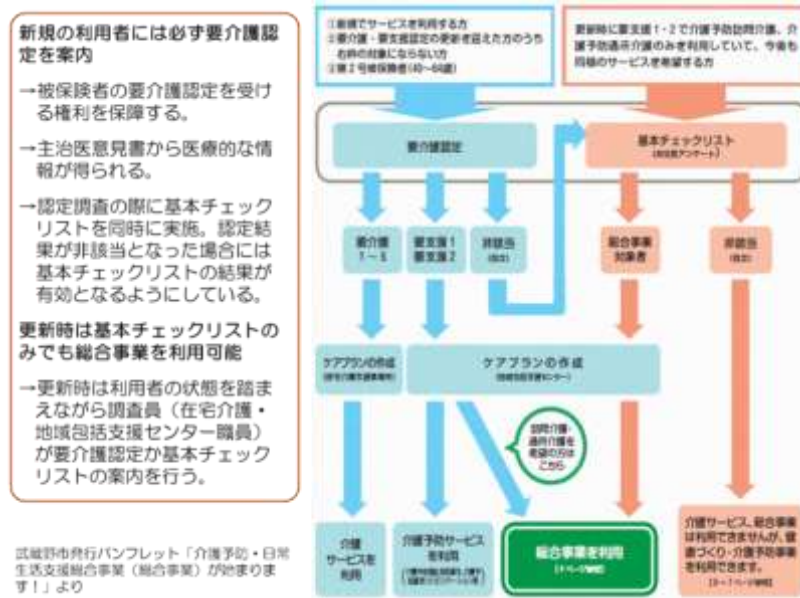 新規の利用者には必ず要介護認
定を案内
→被保険者の要介護認定を受け
る権利を保障する。
→主治医意見書から医療的な情
報が得られる。
→認定調査の際に基本チェック
リストを同時に実施。認定結
果が非該当となった場合には
基本チェックリストの結果が
有効となるようにしている。
更新時は基本チェックリストの
みでも総合事業を利用可能
→更新時は利用者の状態を踏ま
えながら調査員（在宅介護・
地域包括支援センター職員）
が要介護認定か基本チェック
リストの案内を行う。
武蔵野市発行パンフレット「介護予防・日常
生活支援総合事業（総合事業）が始まりま
す！」より
①新規でサービスを利用する方
②要介護・要支援認定の更新を迎えた方のうち
右枠の対象にならない方
③第2号被保険者(40～64歳)
更新時に要支援1・2で介護予防訪問介護、介
護予防通所介護のみを利用していて、今後も
同様のサービスを希望する方
要介護認定
基本チェックリスト
要介護
1～5
要支援1
要支援2
非該当
(自立)
総合事業
対象者
非該当
(自立)
ケアプランの作成
(居宅介護支援事業所)
ケアプランの作成
(地域包括支援センター)
訪問介護・
通所介護を
希望の方は
こちら
介護
サービスを
利用
介護予防サービス
を利用
総合事業を利用
介護サービス、総合事業
は利用できませんが、健
康づくり・介護予防事業
を利用できます。